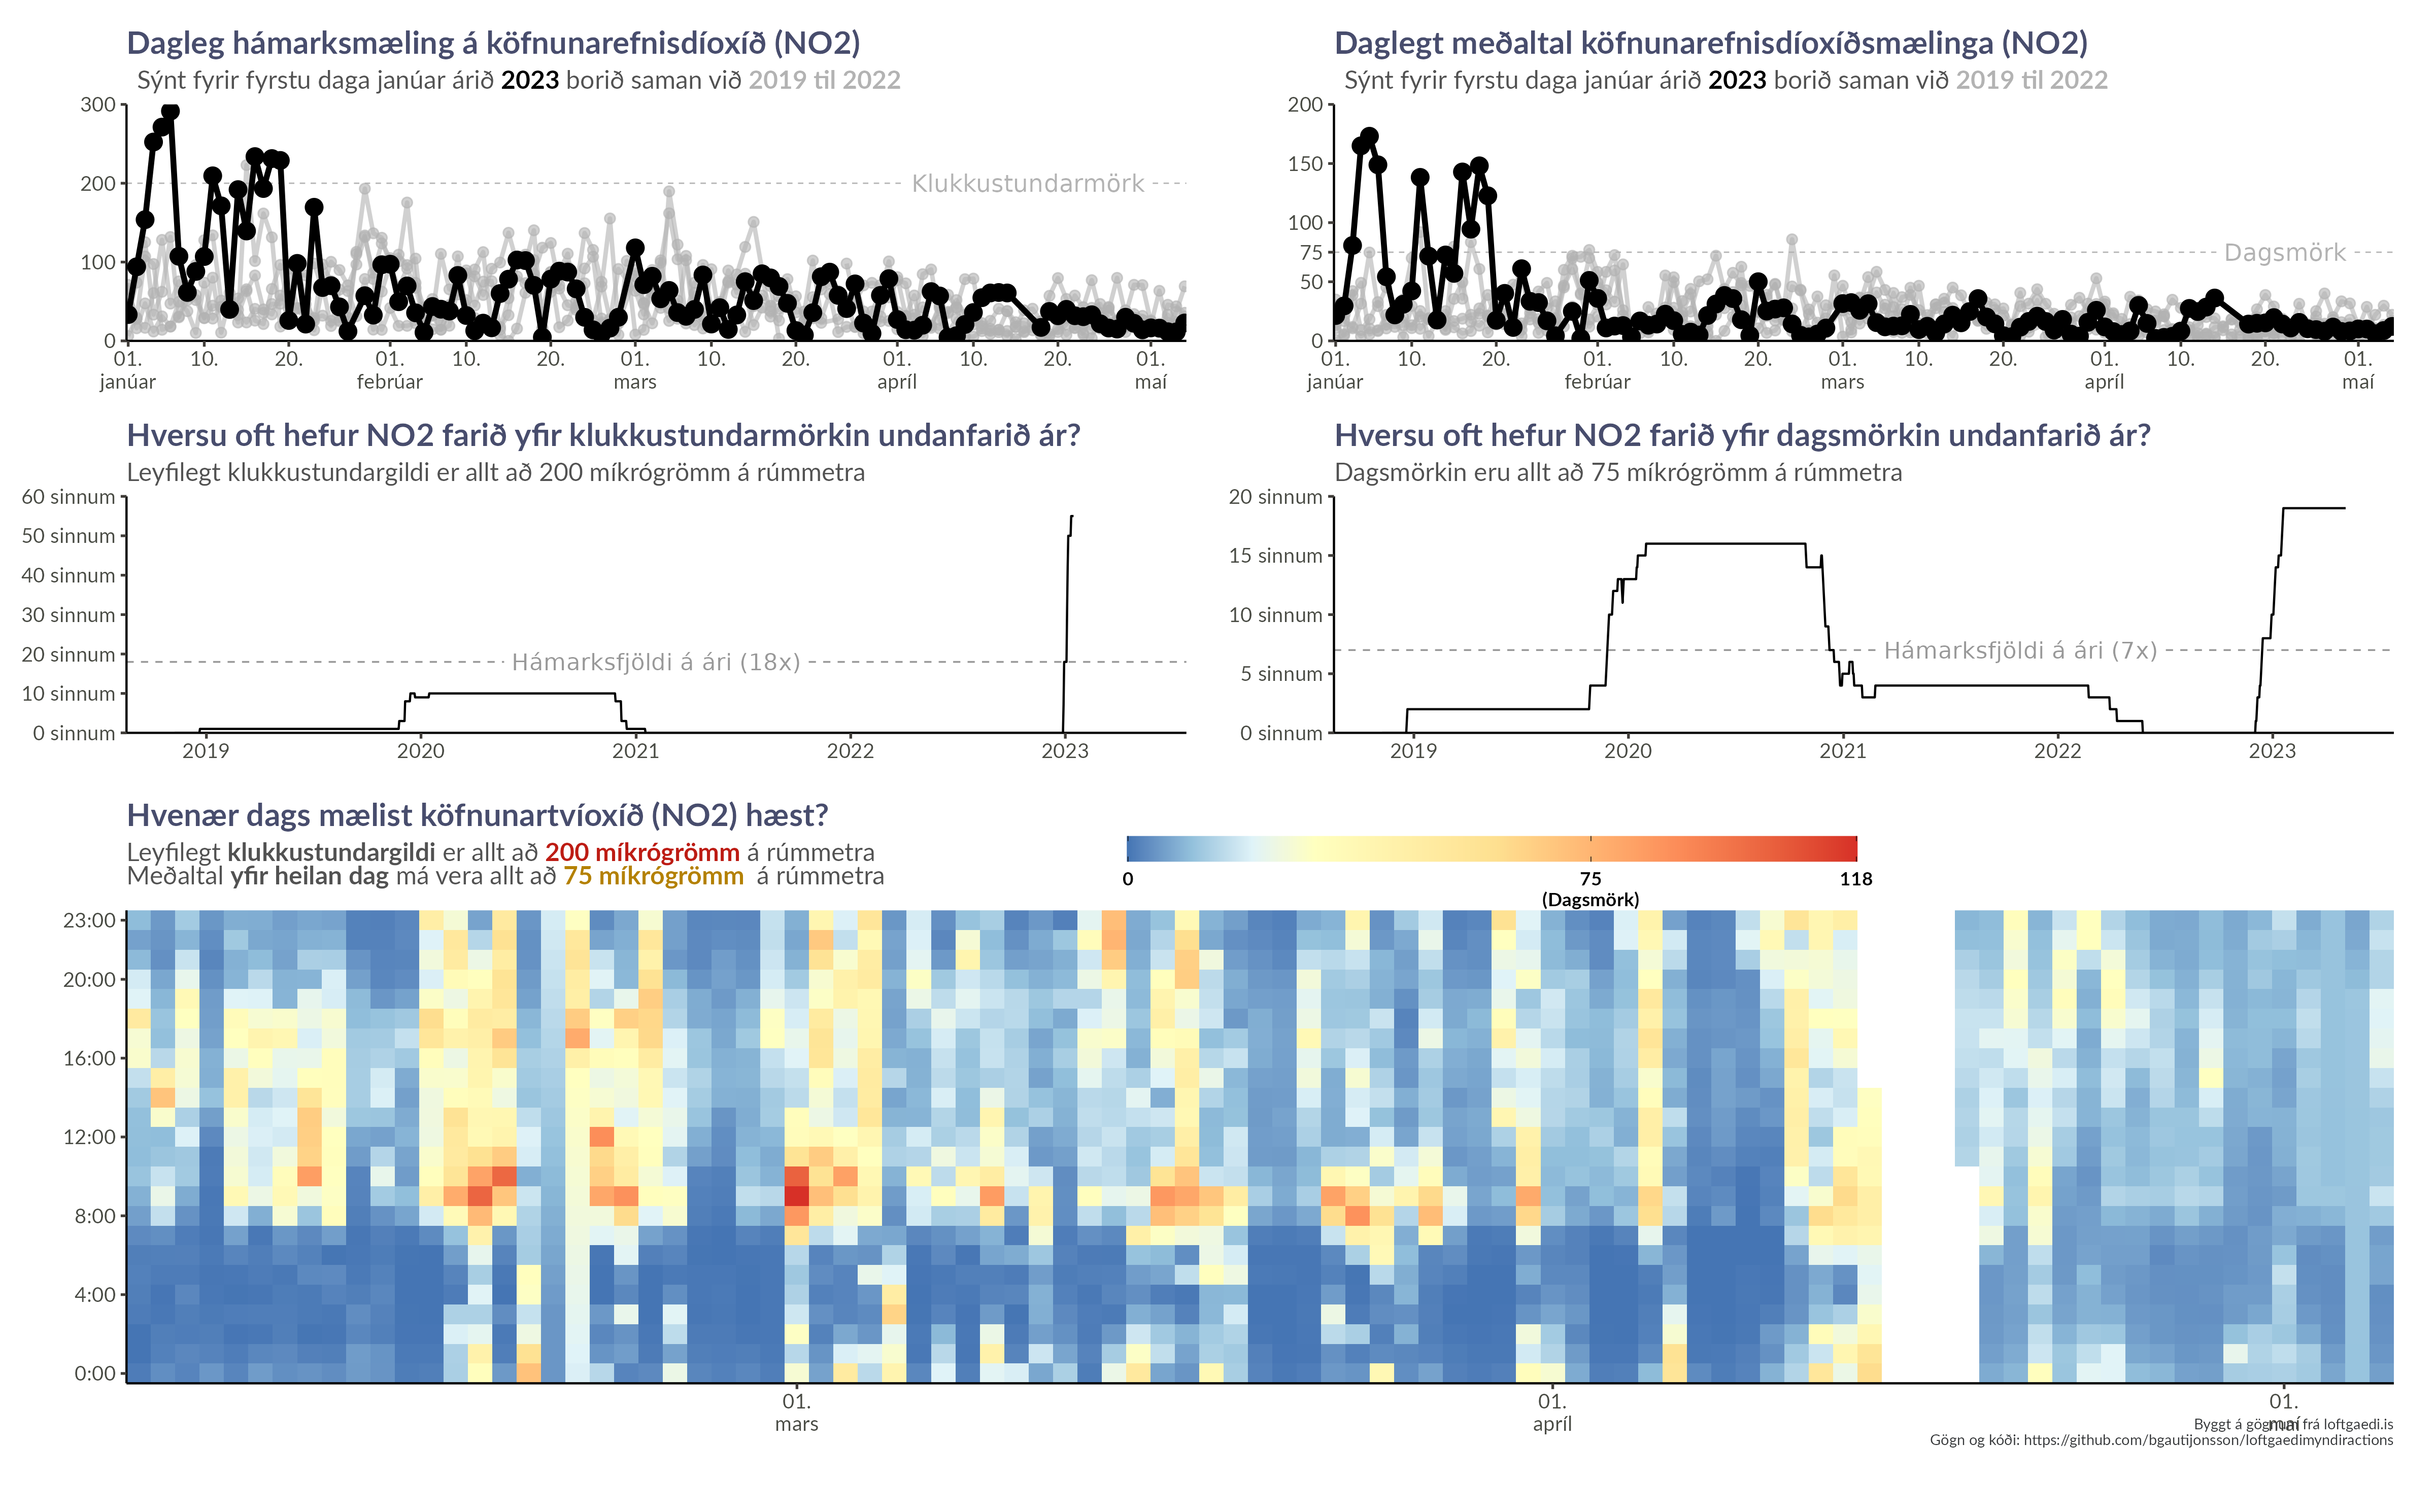 Dagleg hámarksmæling á köfnunarefnisdíoxíð (NO2)
Sýnt fyrir fyrstu daga janúar árið 2023 borið saman við 2019 til 2022
300
200
100
0
Klukkustundarmörk
01. 10. 20. 01. 10. 20. 01. 10. 20. 01. 10. 20. 01.
janúar febrúar mars apríl maí
Daglegt meðaltal köfnunarefnisdíoxíðsmælinga (NO2)
Sýnt fyrir fyrstu daga janúar árið 2023 borið saman við 2019 til 2022
200
150
100
75
50
0
Dagsmörk
01. 10. 20. 01. 10. 20. 01. 10. 20. 01. 10. 20. 01.
janúar febrúar mars apríl maí
Hversu oft hefur NO2 farið yfir klukkustundarmörkin undanfarið ár?
Leyfilegt klukkustundargildi er allt að 200 míkrógrömm á rúmmetra
60 sinnum
50 sinnum
40 sinnum
30 sinnum
20 sinnum
10 sinnum
0 sinnum
Hámarksfjöldi á ári (18x)
2019 2020 2021 2022 2023
Hversu oft hefur NO2 farið yfir dagsmörkin undanfarið ár?
Dagsmörkin eru allt að 75 míkrógrömm á rúmmetra
20 sinnum
15 sinnum
10 sinnum
5 sinnum
0 sinnum
Hámarksfjöldi á ári (7x)
2019 2020 2021 2022 2023
Hvenær dags mælist köfnunartvíoxíð (NO2) hæst?
Leyfilegt klukkustundargildi er allt að 200 míkrógrömm á rúmmetra
Meðaltal yfir heilan dag má vera allt að 75 míkrógrömm á rúmmetra
0 75 118
(Dagsmörk)
23:00
20:00
16:00
12:00
8:00
4:00
0:00
01. 01. 01.
mars apríl maí
Byggt á gögnum frá loftgaedi.is
Gögn og kóði: https://github.com/bgautijonsson/loftgaedimyndiractions